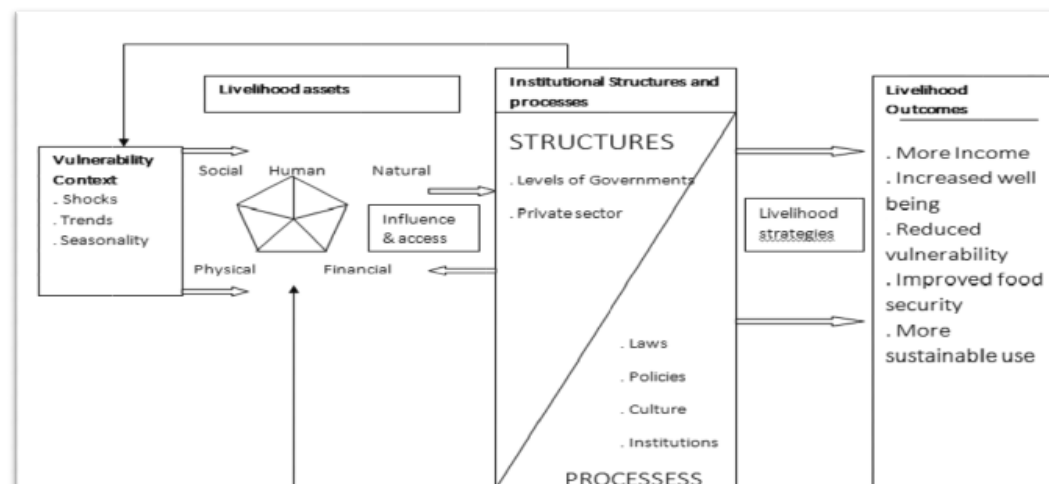 Livelihood assets
Institutional Structures and
processes
Livelihood
Outcomes
Vulnerability
Context
. Shocks
. Trends
. Seasonality
Social
Human
Natural
Physical
Financial
Influence
& access
STRUCTURES
. Levels of Governments
. Private sector
. Laws
. Policies
. Culture
. Institutions
PROCESSESS
Livelihood
strategies
. More Income
. Increased well
being
. Reduced
vulnerability
. Improved food
security
. More
sustainable use